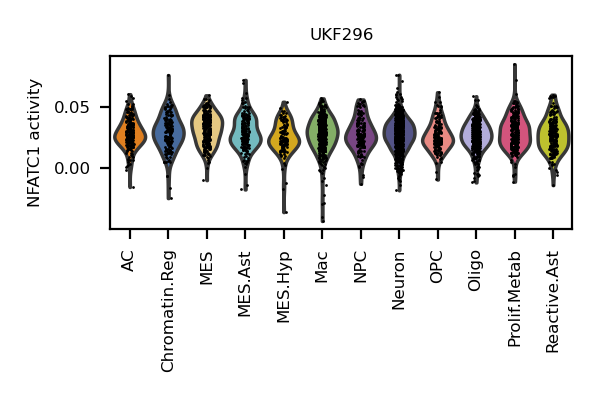 UKF296
NFATC1 activity
0.05
0.00
AC
Chromatin.Reg
MES
MES.Ast
MES.Hyp
Mac
NPC
Neuron
OPC
Oligo
Prolif.Metab
Reactive.Ast